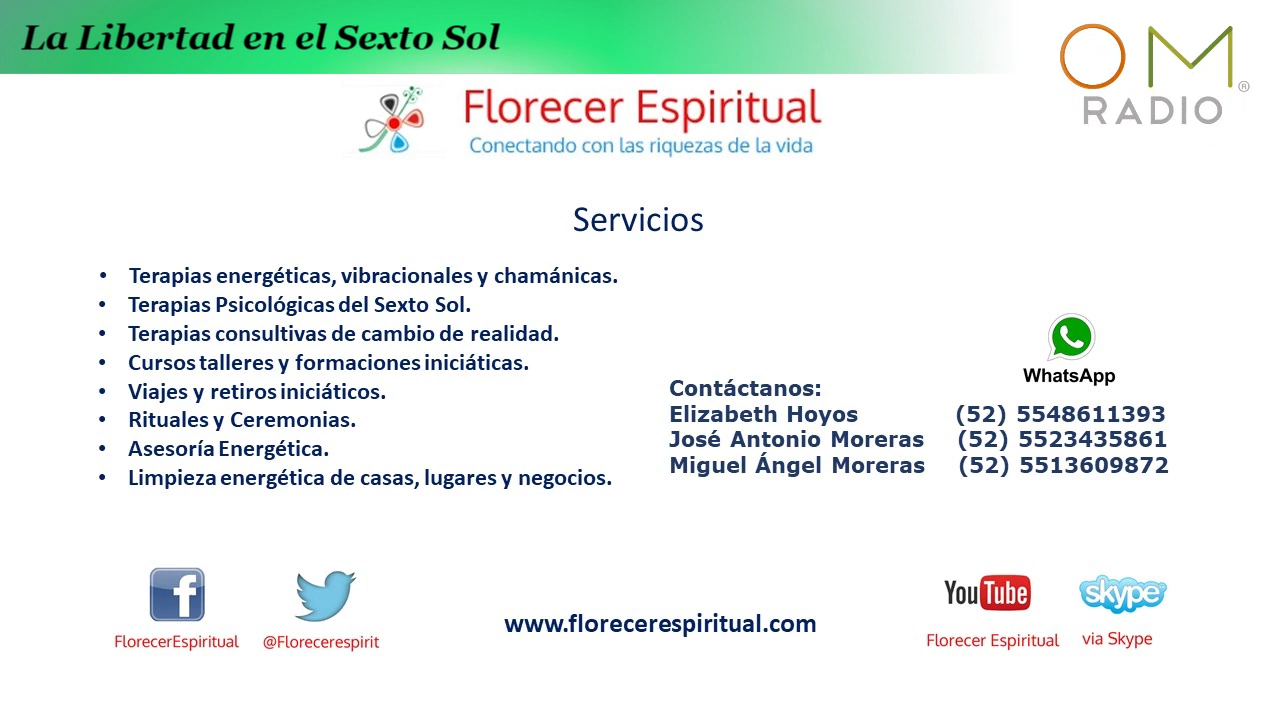 La Libertad en el Sexto Sol
OM®
RADIO
Florecer Espiritual
Conectando con las riquezas de la vida
Servicios
• Terapias energéticas, vibracionales y chamánicas.
• Terapias Psicológicas del Sexto Sol.
• Terapias consultivas de cambio de realidad.
• Cursos talleres y formaciones iniciáticas.
• Viajes y retiros iniciáticos.
• Rituales y Ceremonias.
• Asesoría Energética.
• Limpieza energética de casas, lugares y negocios.
WhatsApp
Contáctanos:
Elizabeth Hoyos (52) 5548611393
José Antonio Moreras (52) 5523435861
Miguel Ángel Moreras (52) 5513609872
f
FlorecerEspiritual
@Florecerespirit
www.florecerespiritual.com
YouTube
Florecer Espiritual
skype
via Skype